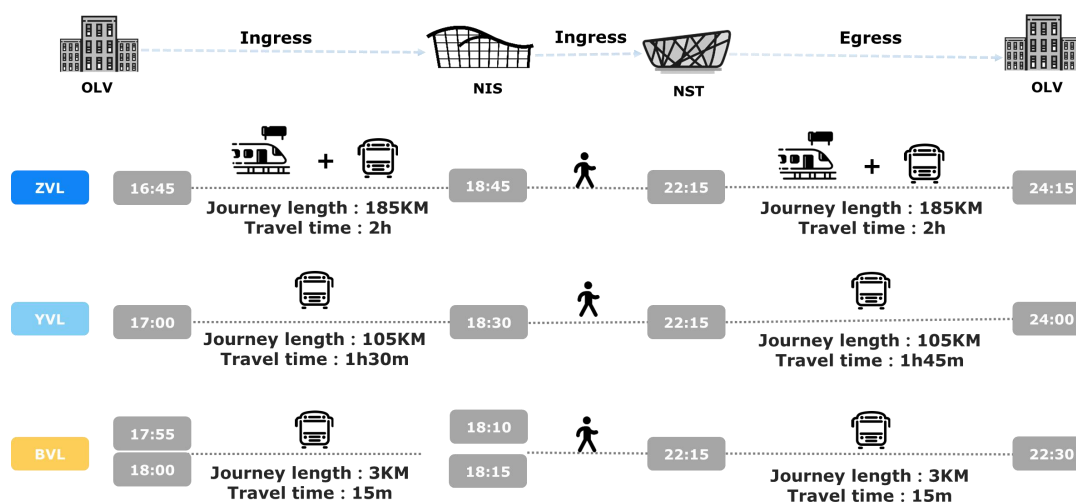 Ingress
Ingress
Egress
OLV
NIS
NST
OLV
+
+
ZVL
16:45
18:45
22:15
24:15
Journey length : 185KM
Travel time : 2h
Journey length : 185KM
Travel time : 2h
YVL
17:00
18:30
22:15
24:00
Journey length : 105KM
Travel time : 1h30m
Journey length : 105KM
Travel time : 1h45m
BVL
17:55
18:00
18:10
18:15
22:15
22:30
Journey length : 3KM
Travel time : 15m
Journey length : 3KM
Travel time : 15m